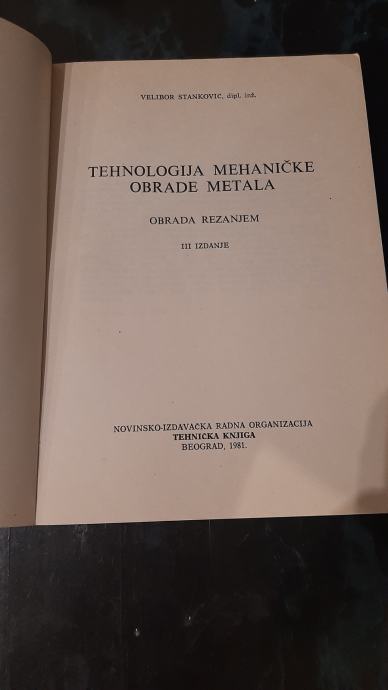 VELIBOR STANKOVIĆ, dipl. inž.
TEHNOLOGIJA MEHANIČKE
OBRADE METALA
OBRADA REZANJEM
III IZDANJE
NOVINSKO-IZDAVAČKA RADNA ORGANIZACIJA
TEHNIČKA KNJIGA
BEOGRAD, 1981.